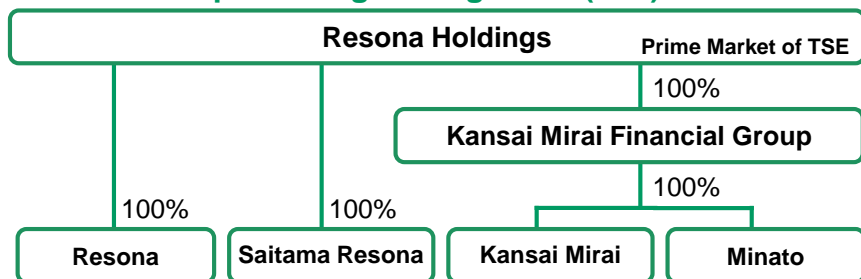 Resona Holdings
Prime Market of TSE
100%
Kansai Mirai Financial Group
100%
100%
100%
Resona
Saitama Resona
Kansai Mirai
Minato